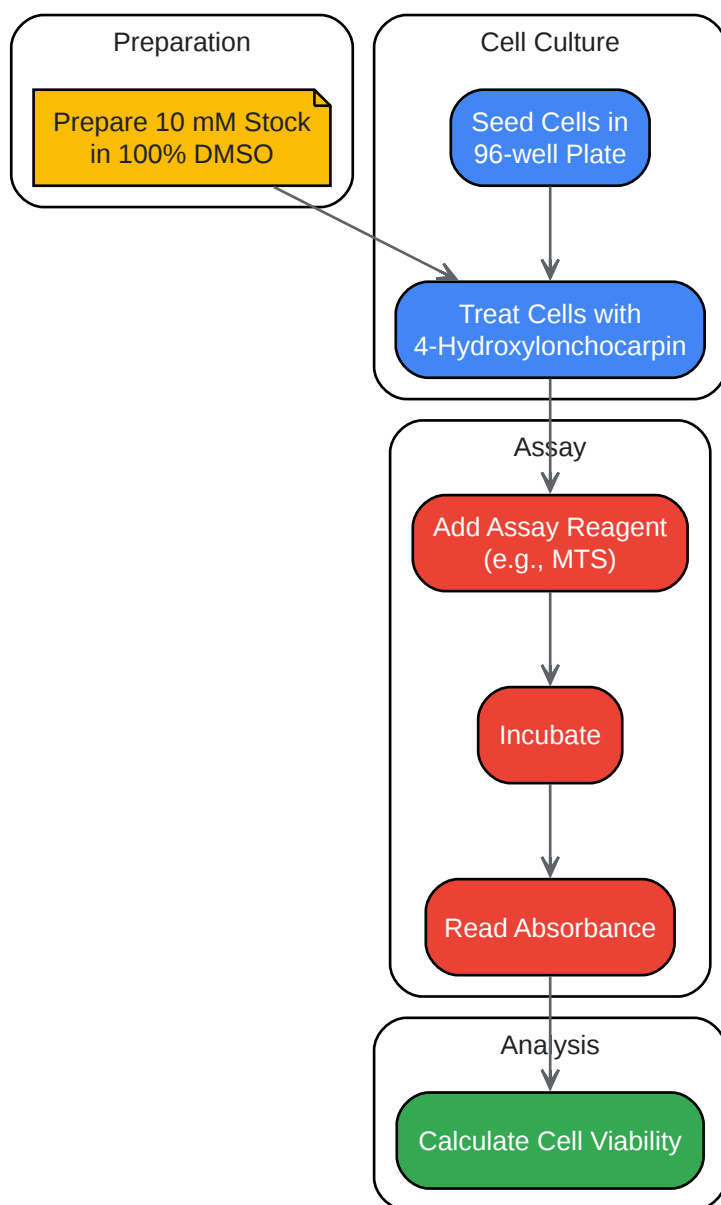 Preparation
Prepare 10 mM Stock
in 100% DMSO
Cell Culture
Seed Cells in
96-well Plate
Treat Cells with
4-Hydroxylonchocarpin
Assay
Add Assay Reagent
(e.g., MTS)
Incubate
Read Absorbance
Analysis
Calculate Cell Viability